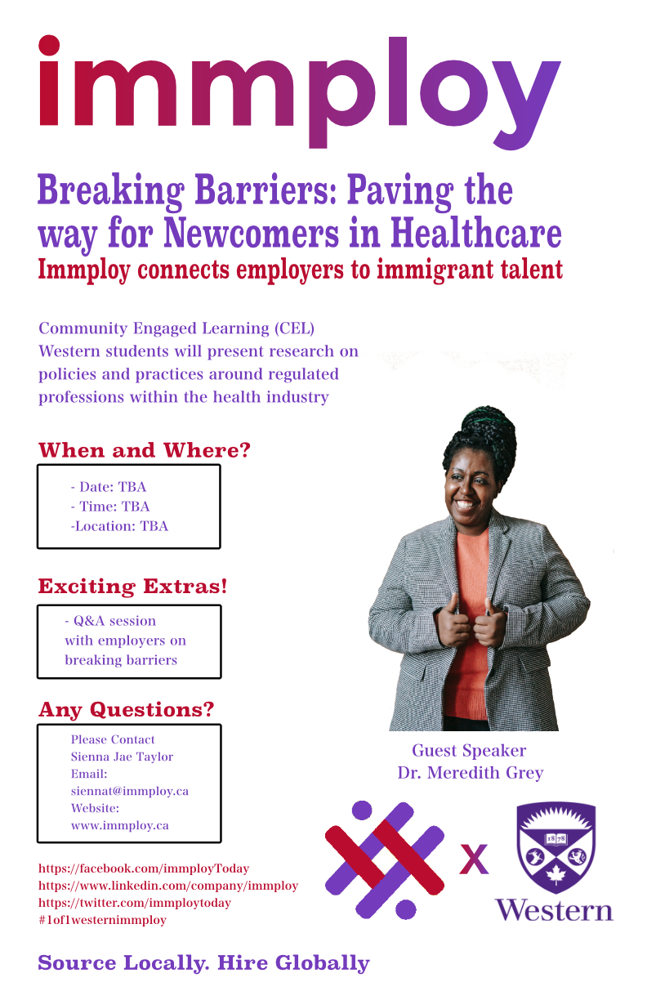 immploy
Breaking Barriers: Paving the
way for Newcomers in Healthcare
Immploy connects employers to immigrant talent
Community Engaged Learning (CEL)
Western students will present research on
policies and practices around regulated
professions within the health industry
When and Where?
- Date: TBA
- Time: TBA
-Location: TBA
Exciting Extras!
- Q&A session
with employers on
breaking barriers
Any Questions?
Please Contact
Sienna Jae Taylor
Email:
siennat@immploy.ca
Website:
www.immploy.ca
Guest Speaker
Dr. Meredith Grey
https://facebook.com/immployToday
https://www.linkedin.com/company/immploy
https://twitter.com/immploytoday
#1of1westernimmploy
X
18 78
Western
Source Locally. Hire Globally